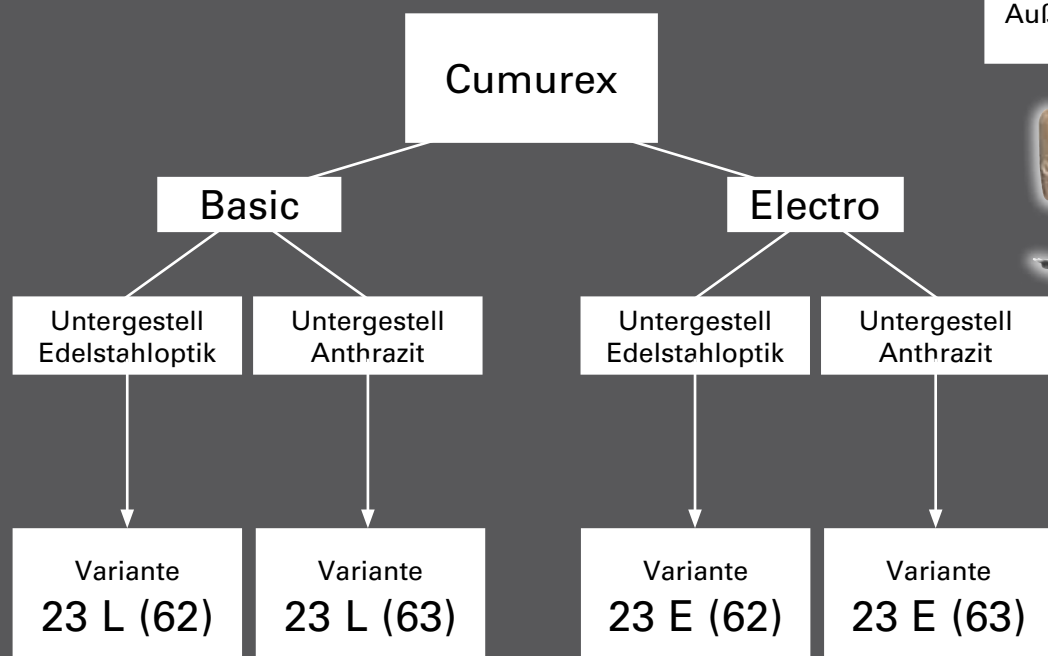 Cumurex
Basic
Electro
Untergestell
Edelstahloptik
Untergestell
Anthrazit
Untergestell
Edelstahloptik
Untergestell
Anthrazit
Variante
23 L (62)
Variante
23 L (63)
Variante
23 E (62)
Variante
23 E (63)